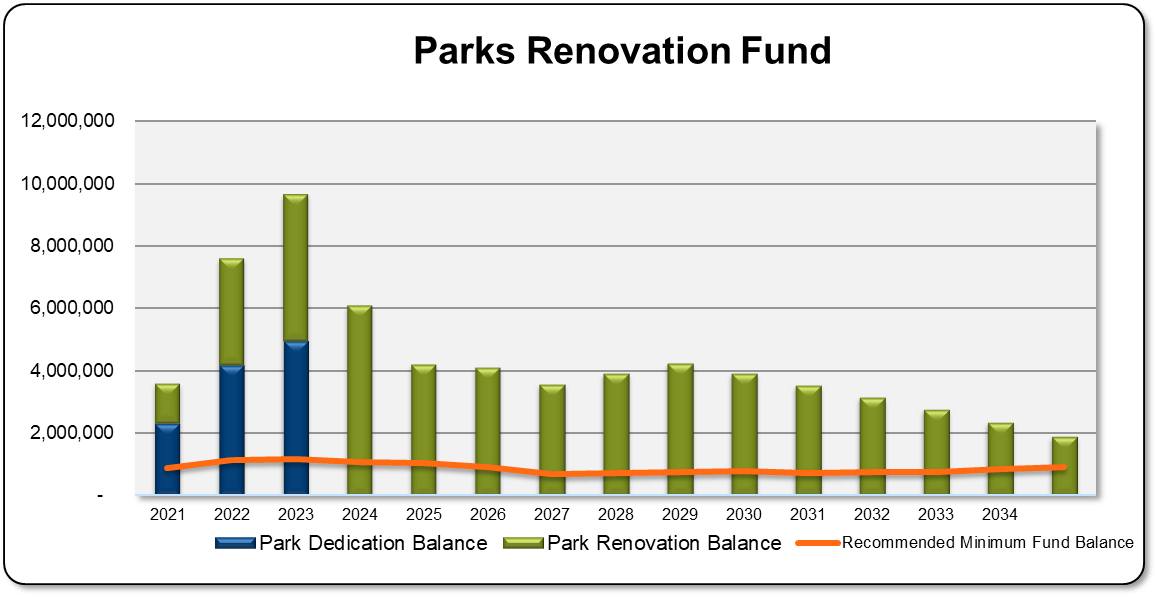 Parks Renovation Fund
12,000,000
10,000,000
8,000,000
6,000,000
4,000,000
2,000,000
-
2021 2022 2023 2024 2025 2026 2027 2028 2029 2030 2031 2032 2033 2034
Park Dedication Balance Park Renovation Balance Recommended Minimum Fund Balance